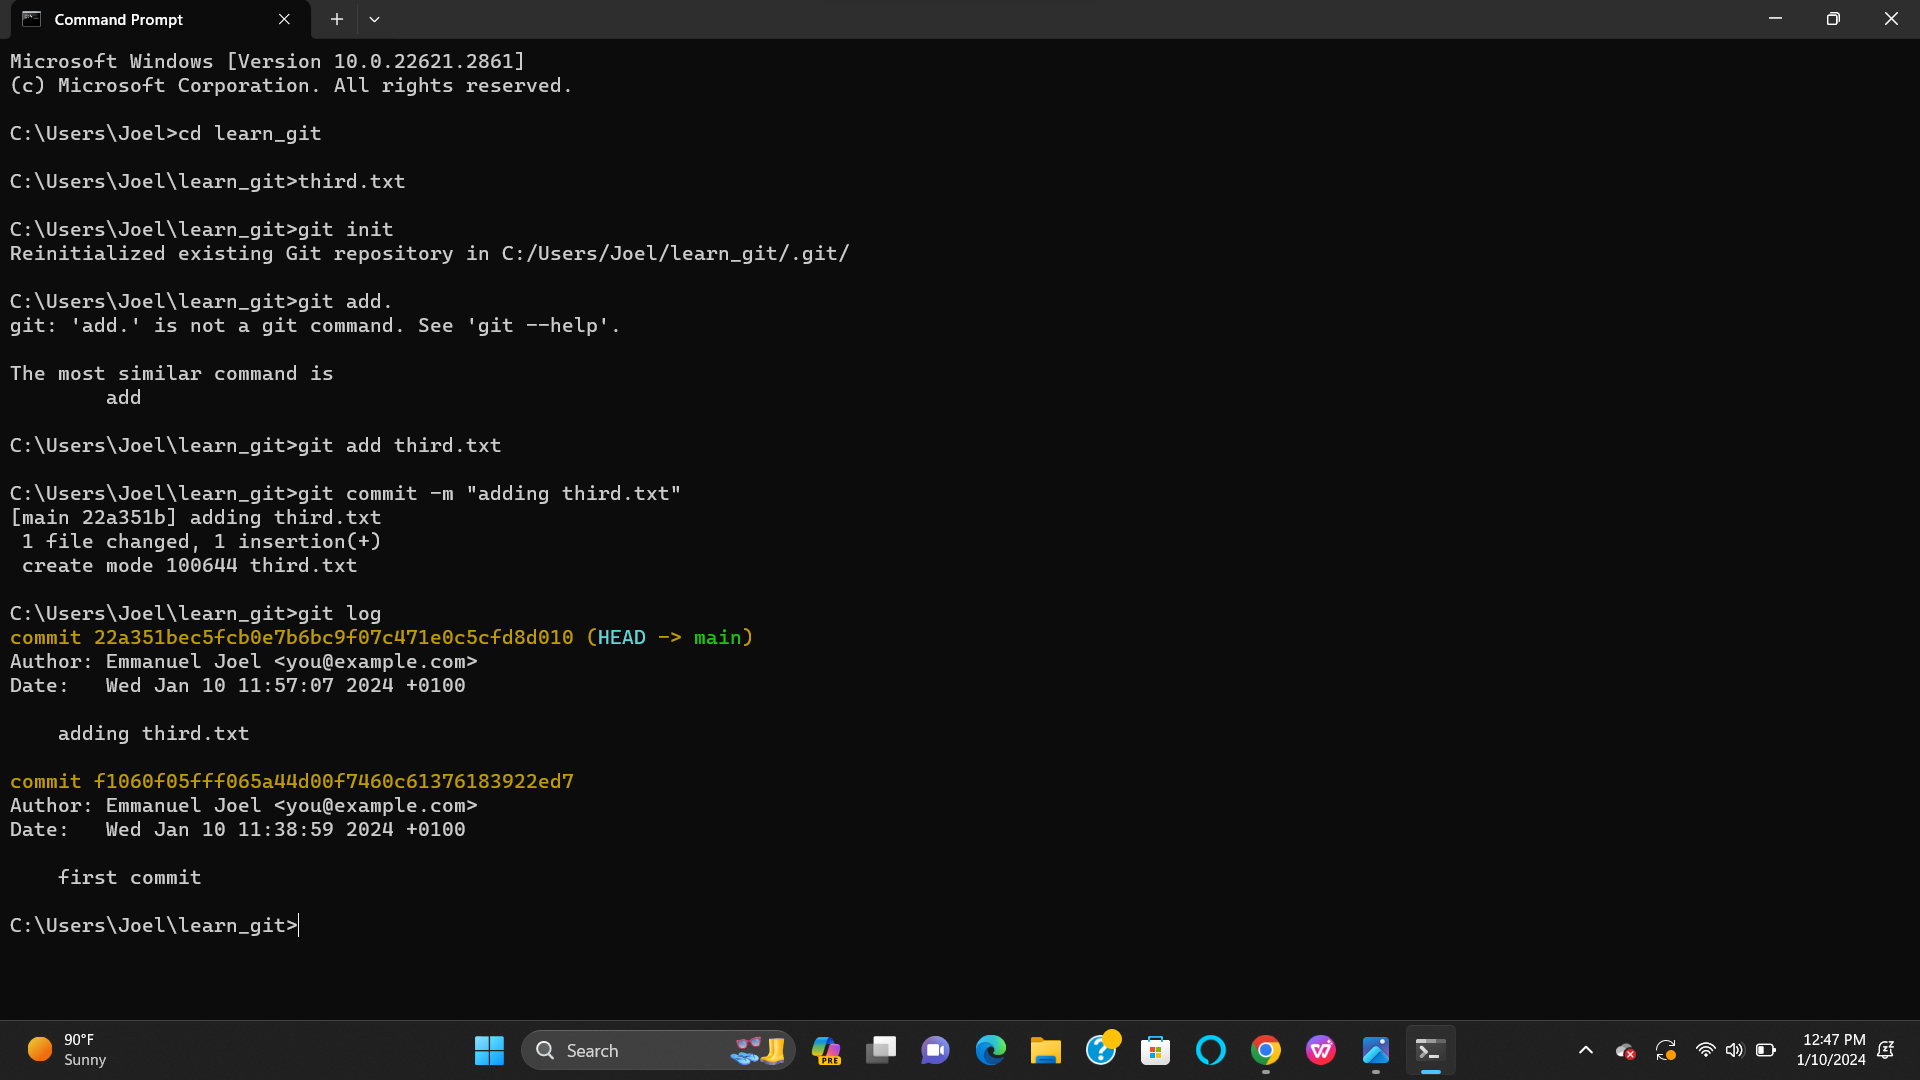 Command Prompt
Microsoft Windows [Version 10.0.22621.2861]
(c) Microsoft Corporation. All rights reserved.
C:\Users\Joel>cd learn_git
C:\Users\Joel\learn_git>third.txt
C:\Users\Joel\learn_git>git init
Reinitialized existing Git repository in C:/Users/Joel/learn_git/.git/
C:\Users\Joel\learn_git>git add.
git: 'add.' is not a git command. See 'git --help'.
The most similar command is
        add
C:\Users\Joel\learn_git>git add third.txt
C:\Users\Joel\learn_git>git commit -m "adding third.txt"
[main 22a351b] adding third.txt
 1 file changed, 1 insertion(+)
 create mode 100644 third.txt
C:\Users\Joel\learn_git>git log
commit 22a351bec5fcb0e7b6bc9f07c471e0c5cfd8d010 (HEAD -> main)
Author: Emmanuel Joel <you@example.com>
Date:   Wed Jan 10 11:57:07 2024 +0100
    adding third.txt
commit f1060f05fff065a44d00f7460c61376183922ed7
Author: Emmanuel Joel <you@example.com>
Date:   Wed Jan 10 11:38:59 2024 +0100
    first commit
C:\Users\Joel\learn_git>
90°F
Sunny
Search
PRE
12:47 PM
1/10/2024